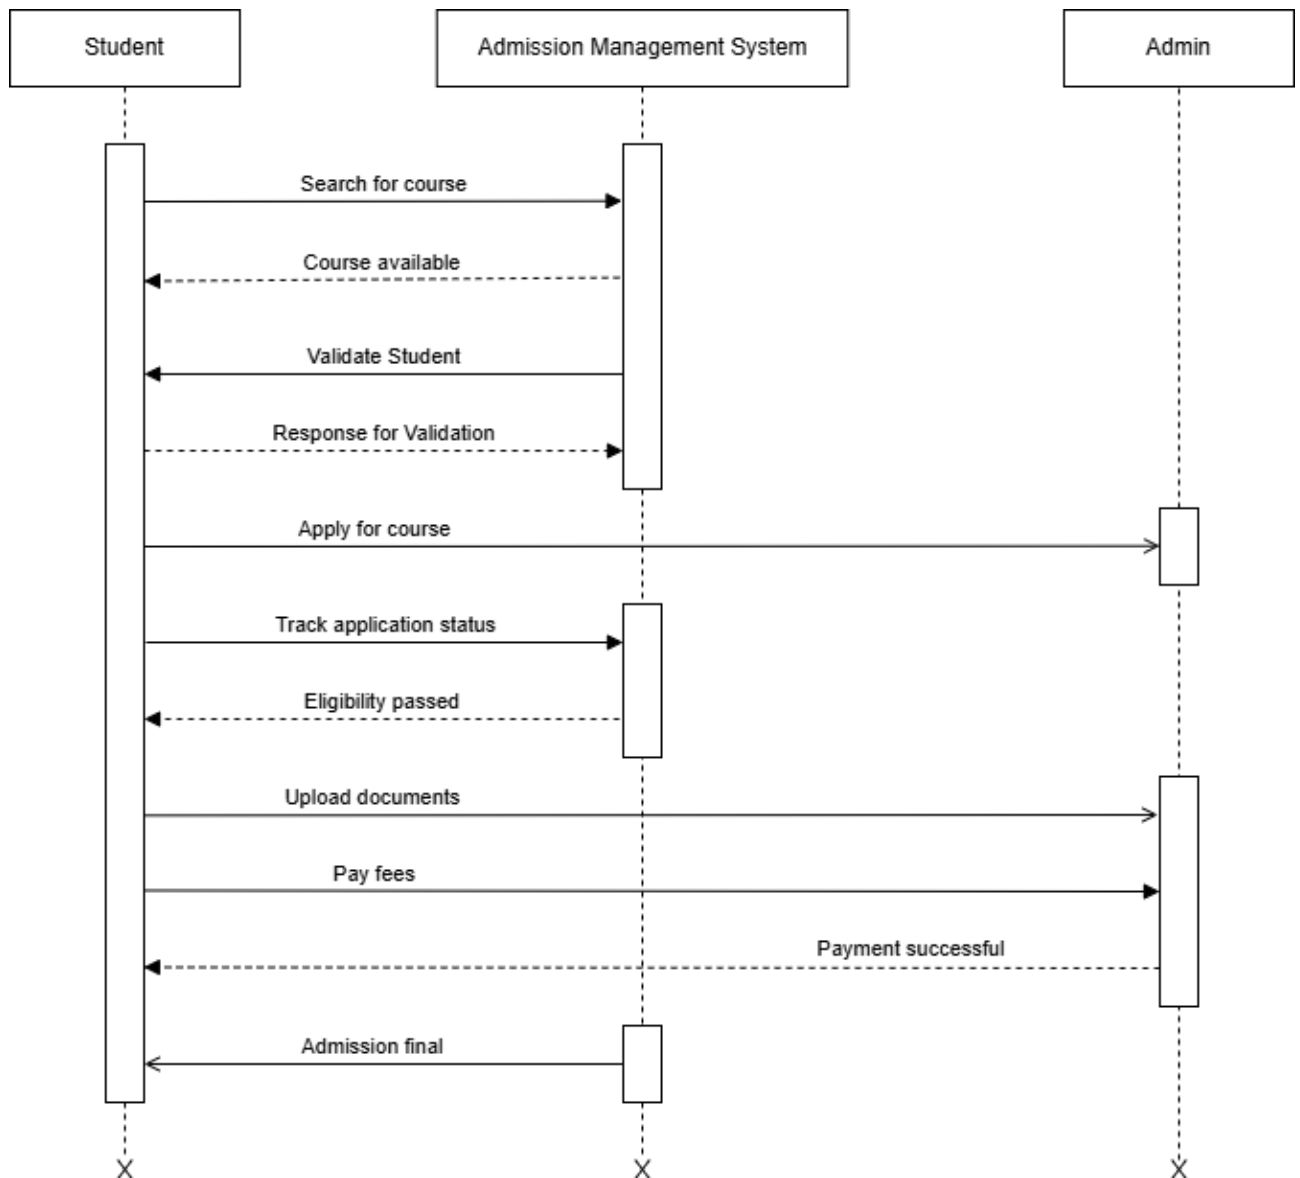 Student
Admission Management System
Admin
Search for course
Course available
Validate Student
Response for Validation
Apply for course
Track application status
Eligibility passed
Upload documents
Pay fees
Payment successful
Admission final
X
X
X